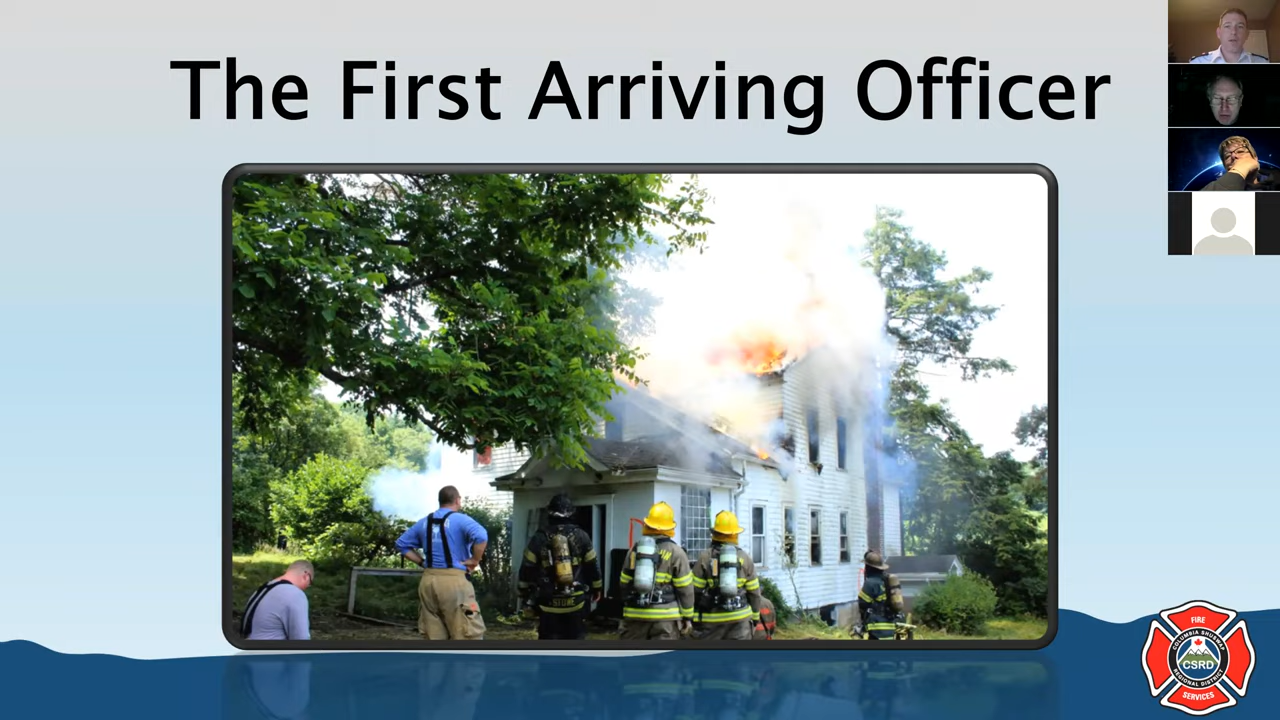 The First Arriving Officer
STONE
FIRE
COLUMBIA SHUSWAP
CSRD
REGIONAL DISTRICT
SERVICES